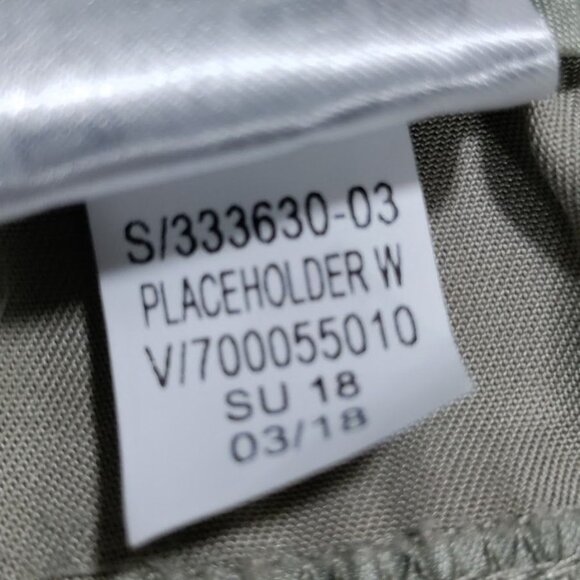 S/333630-03
PLACEHOLDER W
V/700055010
SU 18
03/18